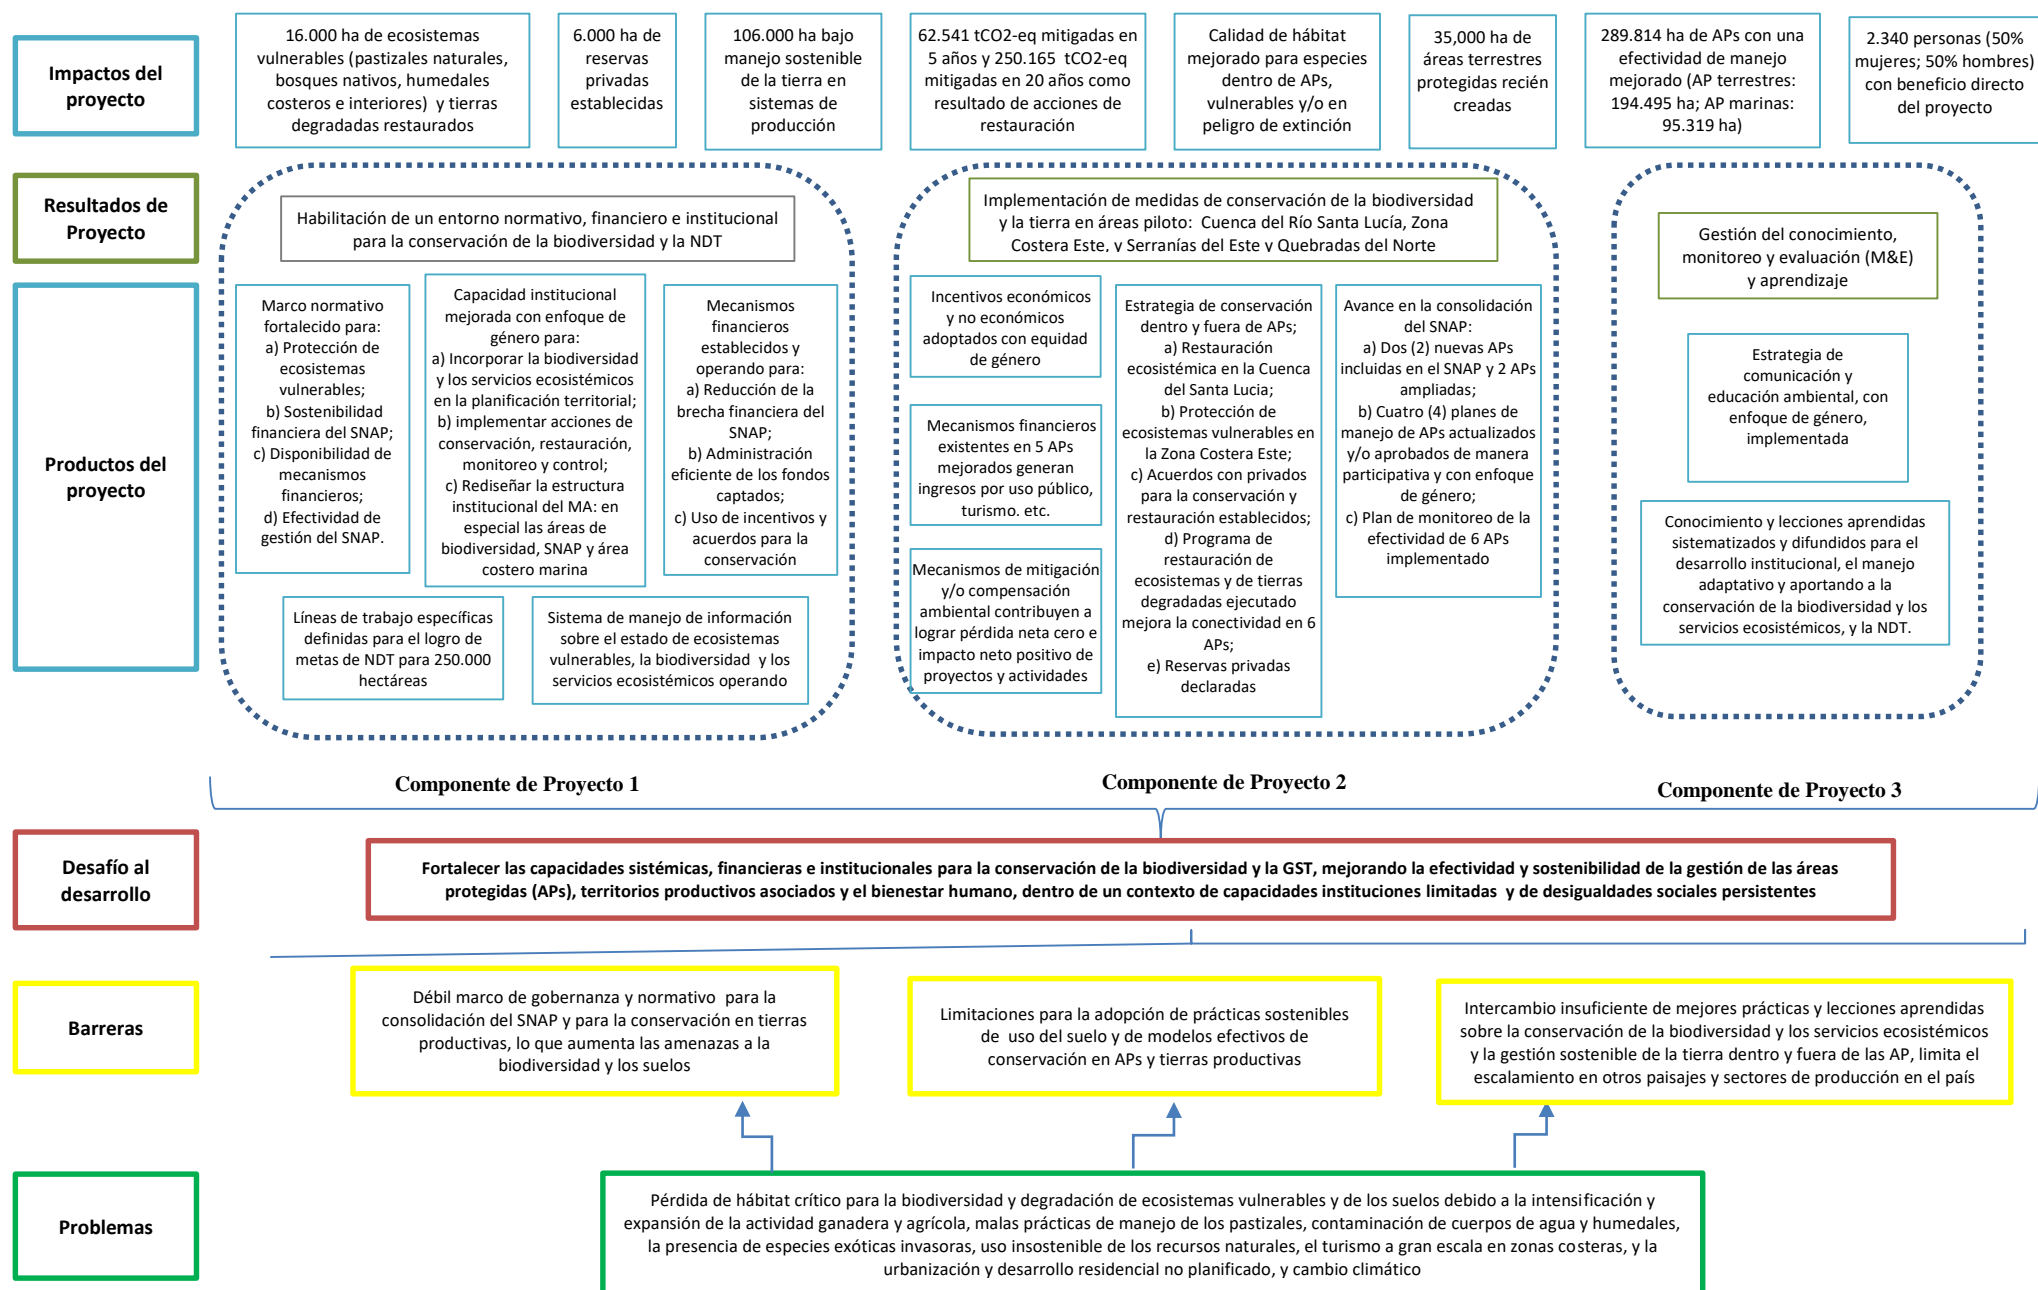 Impactos del
proyecto
16.000 ha de ecosistemas
vulnerables (pastizales naturales,
bosques nativos, humedales
costeros e interiores)  y tierras
degradadas restaurados
6.000 ha de
reservas
privadas
establecidas
106.000 ha bajo
manejo sostenible
de la tierra en
sistemas de
producción
62.541 tCO2-eq mitigadas en
5 años y 250.165  tCO2-eq
mitigadas en 20 años como
resultado de acciones de
restauración
Calidad de hábitat
mejorado para especies
dentro de APs,
vulnerables y/o en
peligro de extinción
35,000 ha de
áreas terrestres
protegidas recién
creadas
289.814 ha de APs con una
efectividad de manejo
mejorado (AP terrestres:
194.495 ha; AP marinas:
95.319 ha)
2.340 personas (50%
mujeres; 50% hombres)
con beneficio directo
del proyecto
Resultados de
Proyecto
Habilitación de un entorno normativo, financiero e institucional
para la conservación de la biodiversidad y la NDT
Implementación de medidas de conservación de la biodiversidad
y la tierra en áreas piloto:  Cuenca del Río Santa Lucía, Zona
Costera Este, y Serranías del Este y Quebradas del Norte
Gestión del conocimiento,
monitoreo y evaluación (M&E)
y aprendizaje
Productos del
proyecto
Marco normativo
fortalecido para:
a) Protección de
ecosistemas
vulnerables;
b) Sostenibilidad
financiera del SNAP;
c) Disponibilidad de
mecanismos
financieros;
d) Efectividad de
gestión del SNAP.
Capacidad institucional
mejorada con enfoque de
género para:
a) Incorporar la biodiversidad
y los servicios ecosistémicos
en la planificación territorial;
b) implementar acciones de
conservación, restauración,
monitoreo y control;
c) Rediseñar la estructura
institucional del MA: en
especial las áreas de
biodiversidad, SNAP y área
costero marina
Mecanismos
financieros
establecidos y
operando para:
a) Reducción de la
brecha financiera del
SNAP;
b) Administración
eficiente de los fondos
captados;
c) Uso de incentivos y
acuerdos para la
conservación
Líneas de trabajo específicas
definidas para el logro de
metas de NDT para 250.000
hectáreas
Sistema de manejo de información
sobre el estado de ecosistemas
vulnerables, la biodiversidad  y los
servicios ecosistémicos operando
Incentivos económicos
y no económicos
adoptados con equidad
de género
Mecanismos financieros
existentes en 5 APs
mejorados generan
ingresos por uso público,
turismo. etc.
Mecanismos de mitigación
y/o compensación
ambiental contribuyen a
lograr pérdida neta cero e
impacto neto positivo de
proyectos y actividades
Estrategia de conservación
dentro y fuera de APs;
a) Restauración
ecosistémica en la Cuenca
del Santa Lucia;
b) Protección de
ecosistemas vulnerables en
la Zona Costera Este;
c) Acuerdos con privados
para la conservación y
restauración establecidos;
d) Programa de
restauración de
ecosistemas y de tierras
degradadas ejecutado
mejora la conectividad en 6
APs;
e) Reservas privadas
declaradas
Avance en la consolidación
del SNAP:
a) Dos (2) nuevas APs
incluidas en el SNAP y 2 APs
ampliadas;
b) Cuatro (4) planes de
manejo de APs actualizados
y/o aprobados de manera
participativa y con enfoque
de género;
c) Plan de monitoreo de la
efectividad de 6 APs
implementado
Estrategia de
comunicación y
educación ambiental, con
enfoque de género,
implementada
Conocimiento y lecciones aprendidas
sistematizados y difundidos para el
desarrollo institucional, el manejo
adaptativo y aportando a la
conservación de la biodiversidad y los
servicios ecosistémicos, y la NDT.
Componente de Proyecto 1
Componente de Proyecto 2
Componente de Proyecto 3
Desafío al
desarrollo
Fortalecer las capacidades sistémicas, financieras e institucionales para la conservación de la biodiversidad y la GST, mejorando la efectividad y sostenibilidad de la gestión de las áreas
protegidas (APs), territorios productivos asociados y el bienestar humano, dentro de un contexto de capacidades instituciones limitadas  y de desigualdades sociales persistentes
Barreras
Débil marco de gobernanza y normativo  para la
consolidación del SNAP y para la conservación en tierras
productivas, lo que aumenta las amenazas a la
biodiversidad y los suelos
Limitaciones para la adopción de prácticas sostenibles
de  uso del suelo y de modelos efectivos de
conservación en APs y tierras productivas
Intercambio insuficiente de mejores prácticas y lecciones aprendidas
sobre la conservación de la biodiversidad y los servicios ecosistémicos
y la gestión sostenible de la tierra dentro y fuera de las AP, limita el
escalamiento en otros paisajes y sectores de producción en el país
Problemas
Pérdida de hábitat crítico para la biodiversidad y degradación de ecosistemas vulnerables y de los suelos debido a la intensificación y
expansión de la actividad ganadera y agrícola, malas prácticas de manejo de los pastizales, contaminación de cuerpos de agua y humedales,
la presencia de especies exóticas invasoras, uso insostenible de los recursos naturales, el turismo a gran escala en zonas costeras, y la
urbanización y desarrollo residencial no planificado, y cambio climático